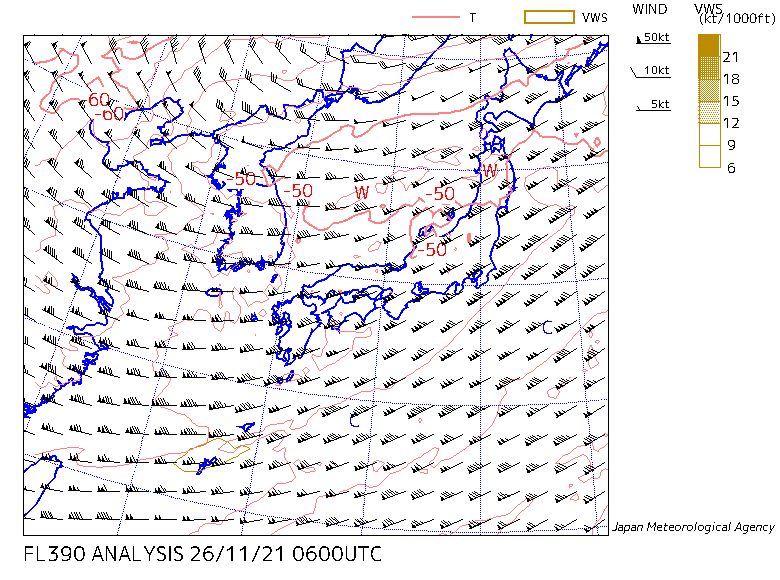 T
VWS
WIND
50kt
10kt
5kt
VWS
(kt/1000ft)
21
18
15
12
9
6
60
-60
-50
-50
W
-50
W
-50
C
C
Japan Meteorological Agency
FL390 ANALYSIS 26/11/21 0600UTC